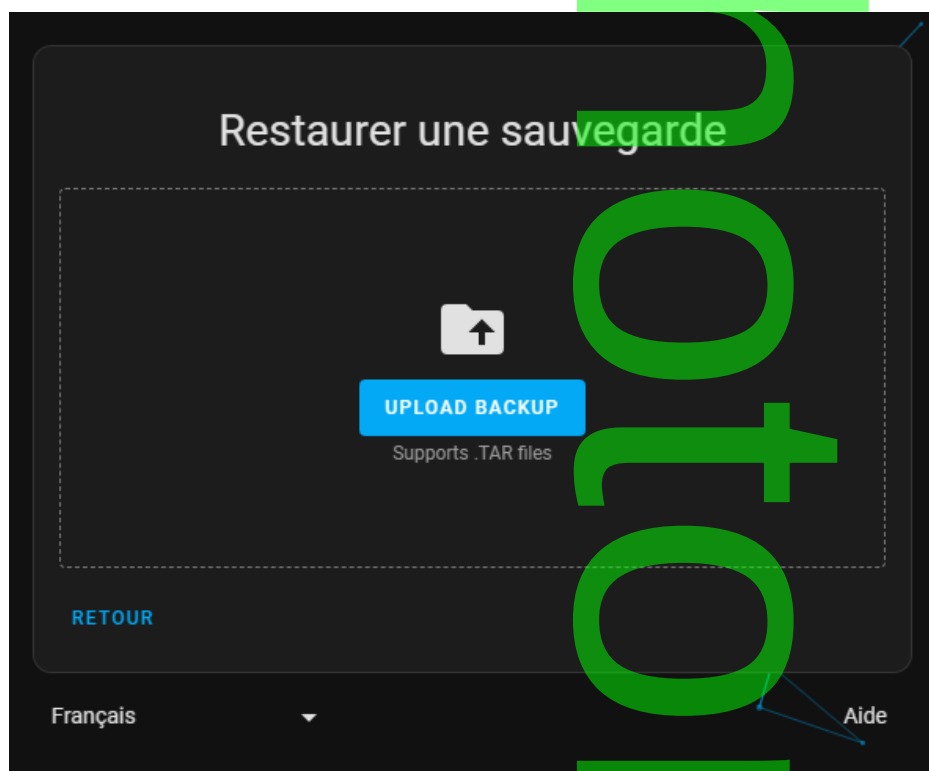 Restaurer une sauvegarde
UPLOAD BACKUP
Supports .TAR files
RETOUR
Français
Aide